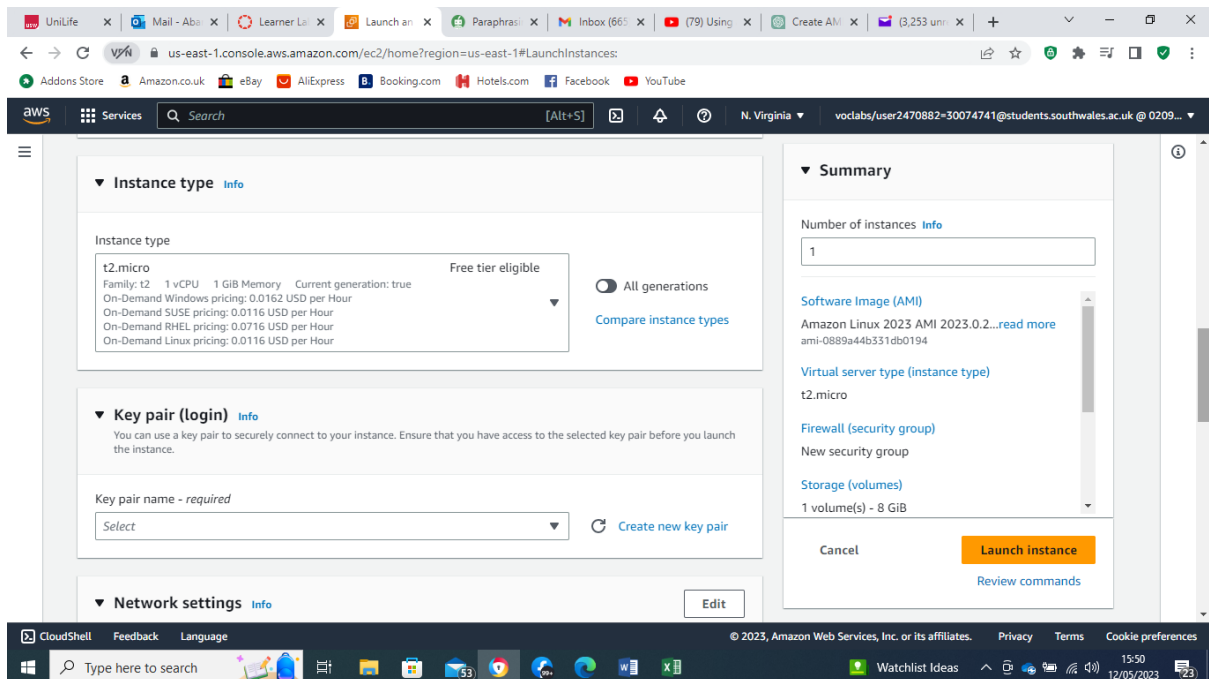 UniLife
Mail - Aba
Learner La
Launch an
Paraphrasi
Inbox (665
(79) Using
Create AM
(3,253 unre
VPN
us-east-1.console.aws.amazon.com/ec2/home?region=us-east-1#LaunchInstances:
Addons Store
Amazon.co.uk
eBay
AliExpress
B. Booking.com
Hotels.com
Facebook
YouTube
aws
Services
Search
[Alt+S]
N. Virginia
voclabs/user2470882=30074741@students.southwales.ac.uk @ 0209...
Instance type Info
Instance type
t2.micro
Free tier eligible
Family: t2 1 vCPU 1 GiB Memory Current generation: true
On-Demand Windows pricing: 0.0162 USD per Hour
On-Demand SUSE pricing: 0.0116 USD per Hour
On-Demand RHEL pricing: 0.0716 USD per Hour
On-Demand Linux pricing: 0.0116 USD per Hour
All generations
Compare instance types
Key pair (login) Info
You can use a key pair to securely connect to your instance. Ensure that you have access to the selected key pair before you launch
the instance.
Key pair name - required
Select
Create new key pair
Network settings Info
Edit
Summary
Number of instances Info
1
Software Image (AMI)
Amazon Linux 2023 AMI 2023.0.2...read more
ami-0889a44b331db0194
Virtual server type (instance type)
t2.micro
Firewall (security group)
New security group
Storage (volumes)
1 volume(s) - 8 GiB
Cancel
Launch instance
Review commands
CloudShell
Feedback
Language
© 2023, Amazon Web Services, Inc. or its affiliates.
Privacy
Terms
Cookie preferences
Type here to search
53
99+
Watchlist Ideas
15:50
12/05/2023
23